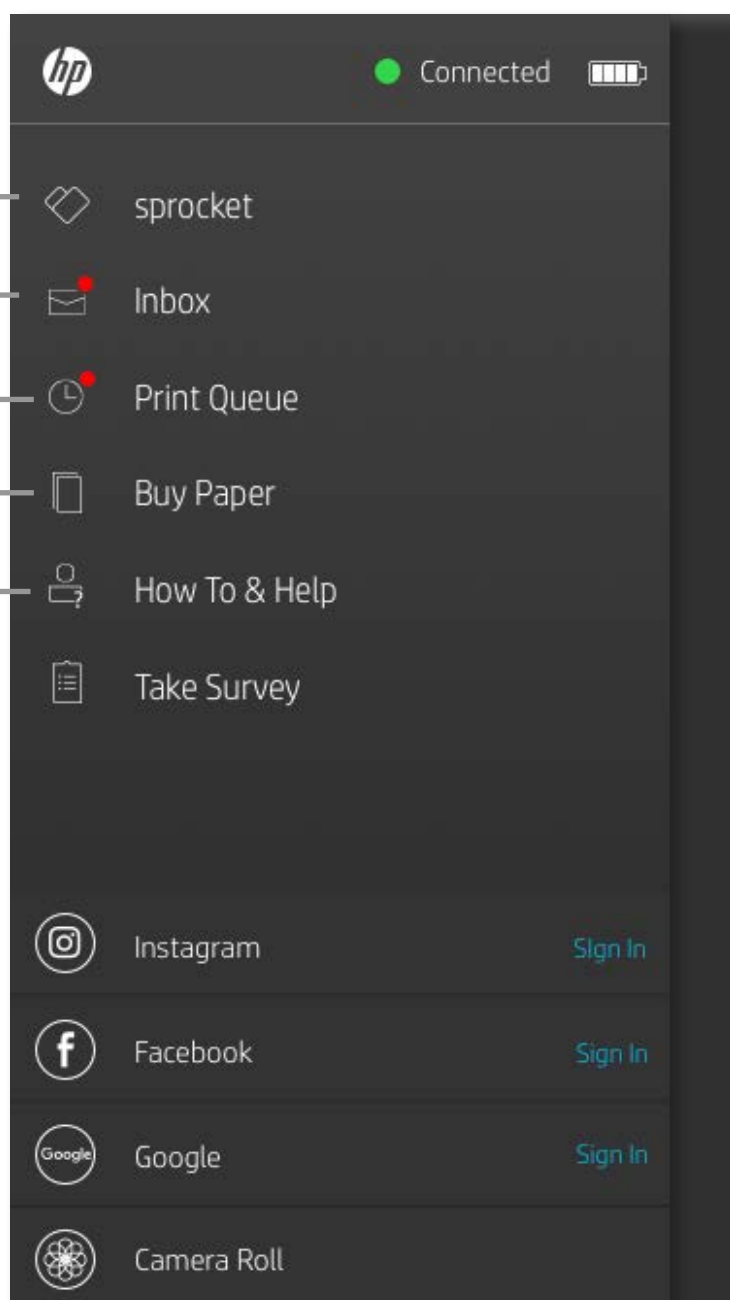 hp
Connected
sprocket
Inbox
Print Queue
Buy Paper
?
How To & Help
Take Survey
Instagram SIgn In
f
Facebook Sign In
Google
Google Sign In
Camera Roll